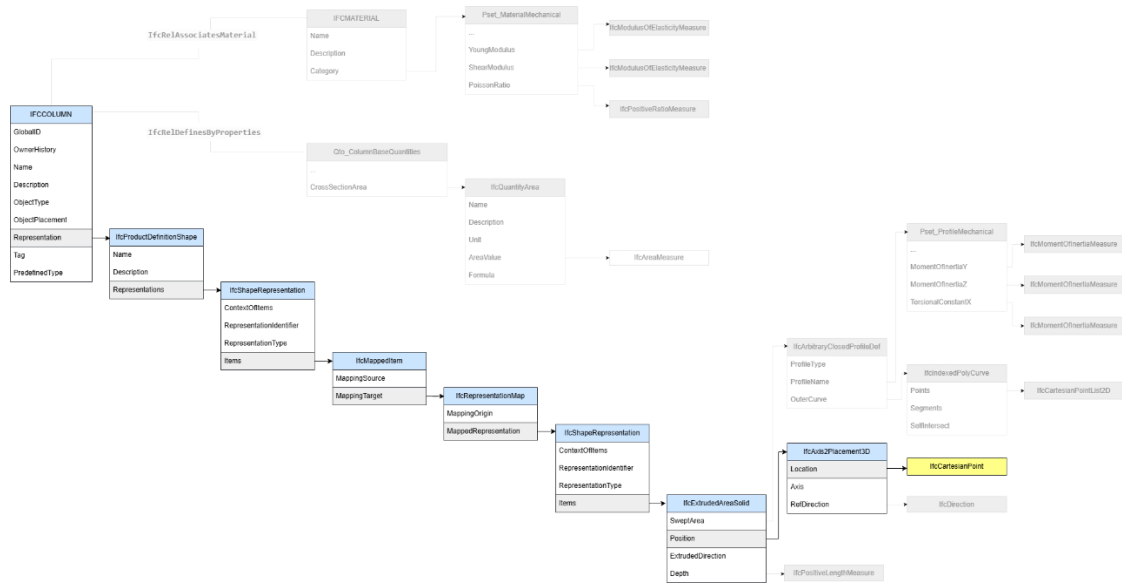 IFCMATERIAL
Name
Description
Category
Pset_MaterialMechanical
...
YoungModulus
ShearModulus
PoissonRatio
IfcModulusOfElasticityMeasure
IfcModulusOfElasticityMeasure
IfcPositiveRatioMeasure
IfcRelAssociatesMaterial
IfcRelDefinesByProperties
IFCCOLUMN
GlobalID
OwnerHistory
Name
Description
ObjectType
ObjectPlacement
Representation
Tag
PredefinedType
Qto_ColumnBaseQuantities
...
CrossSectionArea
IfcQuantityArea
Name
Description
Unit
AreaValue
Formula
IfcAreaMeasure
IfcProductDefinitionShape
Name
Description
Representations
IfcShapeRepresentation
ContextOfItems
RepresentationIdentifier
RepresentationType
Items
IfcMappedItem
MappingSource
MappingTarget
IfcRepresentationMap
MappingOrigin
MappedRepresentation
IfcShapeRepresentation
ContextOfItems
RepresentationIdentifier
RepresentationType
Items
IfcExtrudedAreaSolid
SweptArea
Position
ExtrudedDirection
Depth
IfcPositiveLengthMeasure
Pset_ProfileMechanical
...
MomentOfInertiaY
MomentOfInertiaZ
TorsionalConstantX
IfcMomentOfInertiaMeasure
IfcMomentOfInertiaMeasure
IfcMomentOfInertiaMeasure
IfcArbitraryClosedProfileDef
ProfileType
ProfileName
OuterCurve
IfcIndexedPolyCurve
Points
Segments
SelfIntersect
IfcCartesianPointList2D
IfcAxis2Placement3D
Location
Axis
RefDirection
IfcCartesianPoint
IfcDirection